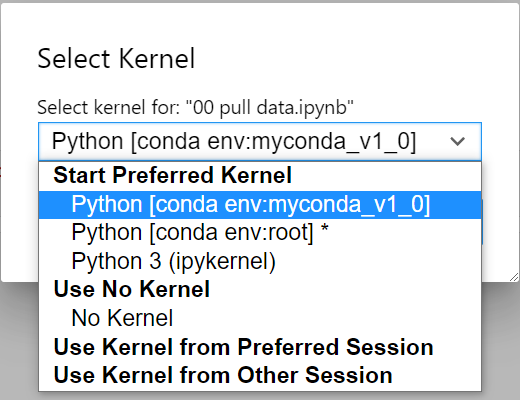 Select Kernel
Select kernel for: "00 pull data.ipynb"
Python [conda env:myconda_v1_0]
Start Preferred Kernel
Python [conda env:myconda_v1_0]
Python [conda env:root] *
Python 3 (ipykernel)
Use No Kernel
No Kernel
Use Kernel from Preferred Session
Use Kernel from Other Session